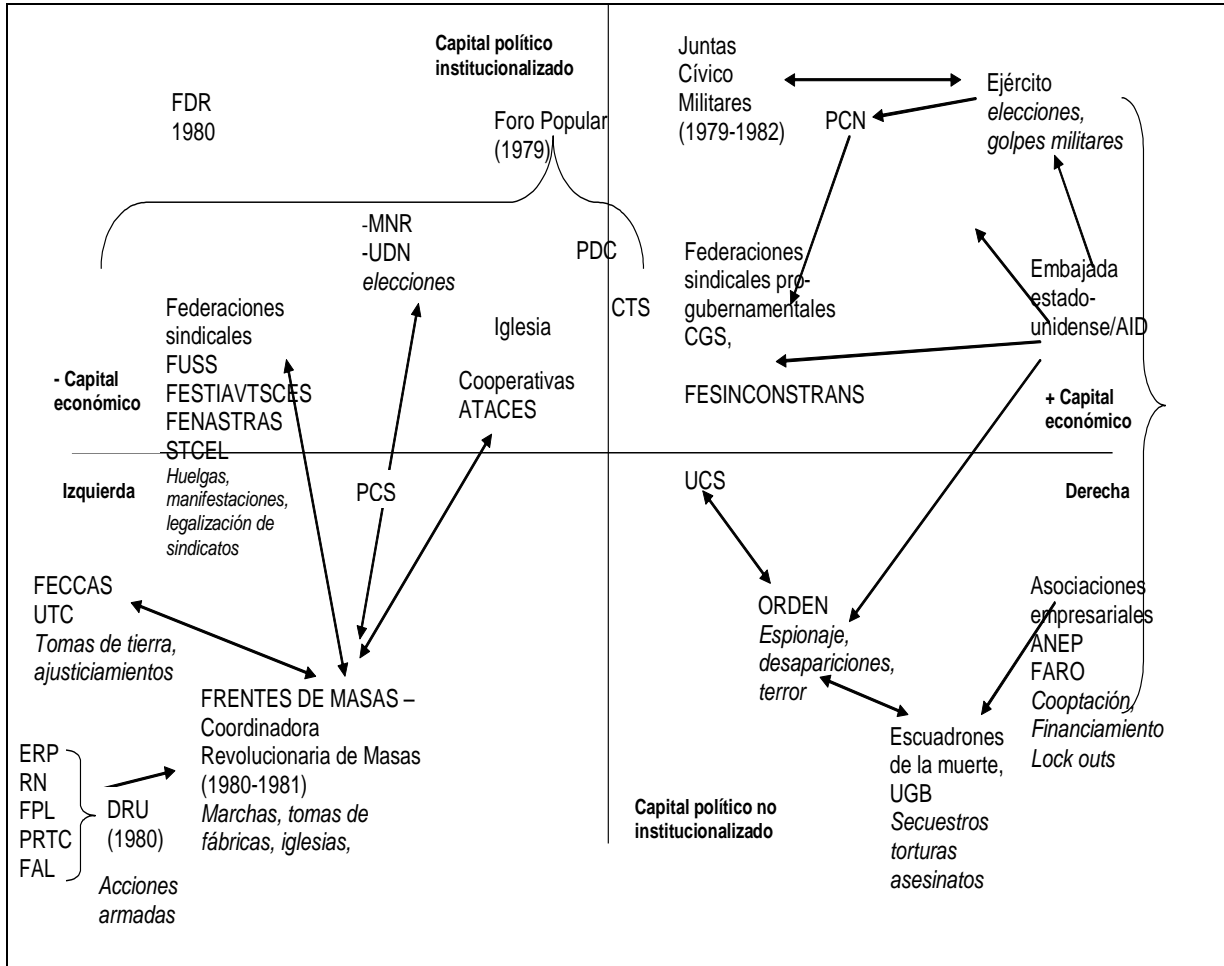 Capital político
institucionalizado
FDR
1980
Foro Popular
(1979)
-MNR
-UDN
elecciones
PDC
CTS
Federaciones
sindicales
FUSS
FESTIAVTSCES
FENASTRAS
STCEL
Huelgas,
manifestaciones,
legalización de
sindicatos
Iglesia
Cooperativas
ATACES
- Capital
económico
Izquierda
PCS
FECCAS
UTC
Tomas de tierra,
ajusticiamientos
FRENTES DE MASAS –
Coordinadora
Revolucionaria de Masas
(1980-1981)
Marchas, tomas de
fábricas, iglesias,
ERP
RN
FPL
PRTC
FAL
DRU
(1980)
Acciones
armadas
Juntas
Cívico
Militares
(1979-1982)
PCN
Ejército
elecciones,
golpes militares
Federaciones
sindicales pro-
gubernamentales
CGS,
FESINCONSTRANS
Embajada
estado-
unidense/AID
+ Capital
económico
Derecha
UCS
ORDEN
Espionaje,
desapariciones,
terror
Asociaciones
empresariales
ANEP
FARO
Cooptación,
Financiamiento
Lock outs
Escuadrones
de la muerte,
UGB
Secuestros
torturas
asesinatos
Capital político no
institucionalizado